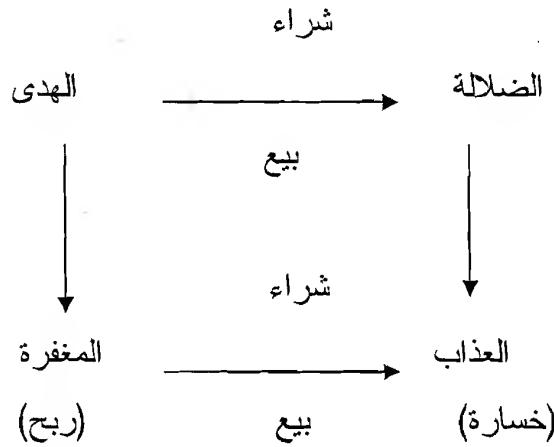 شراء
الضلالة الهدى
بيع
شراء
العذاب المغفرة
(خسارة) بيع (ربح)